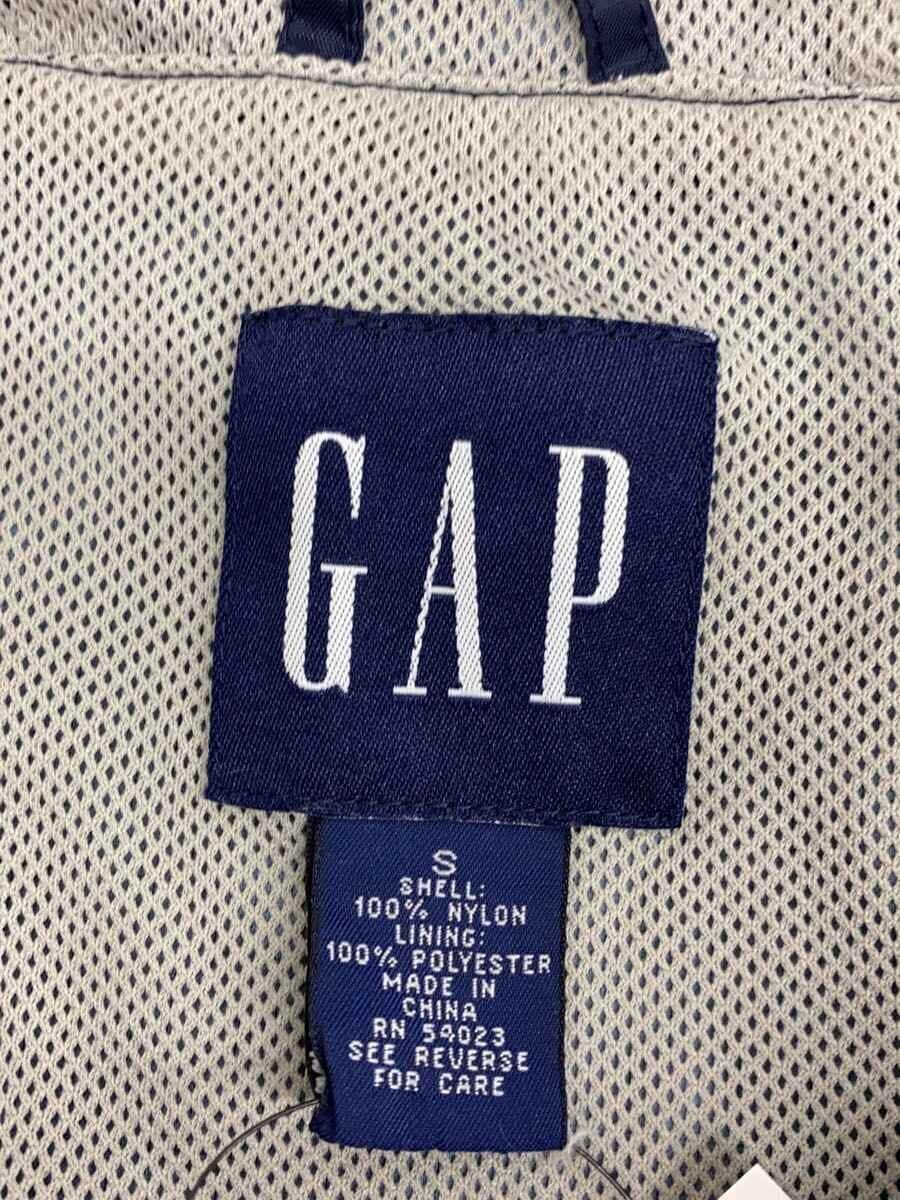 GAP
S
SHELL:
100% NYLON
LINING:
100% POLYESTER
MADE IN
CHINA
RN 54023
SEE REVERSE
FOR CARE